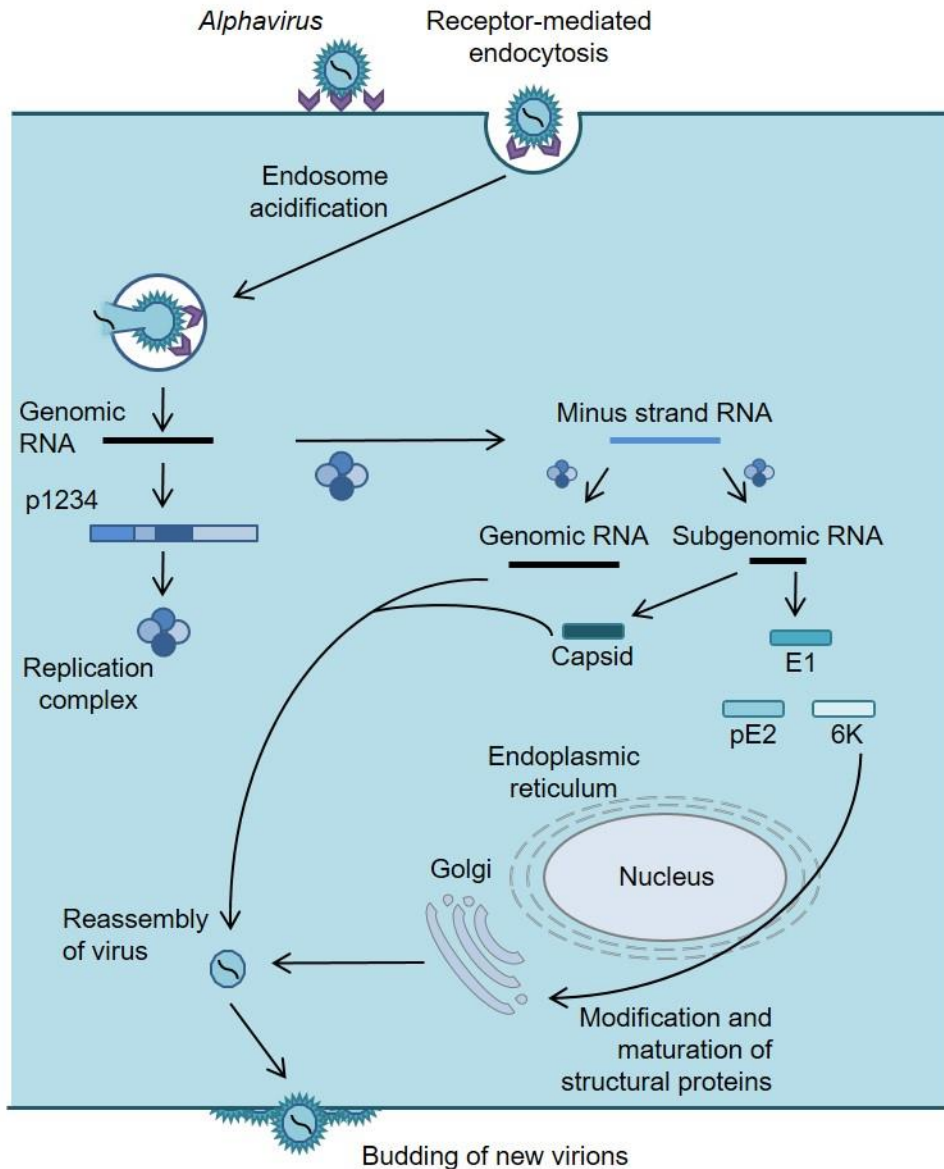 Alphavirus
Receptor-mediated
endocytosis
Endosome
acidification
Genomic
RNA
Minus strand RNA
p1234
Genomic RNA
Subgenomic RNA
Replication
complex
Capsid
E1
pE2
6K
Endoplasmic
reticulum
Nucleus
Golgi
Reassembly
of virus
Modification and
maturation of
structural proteins
Budding of new virions